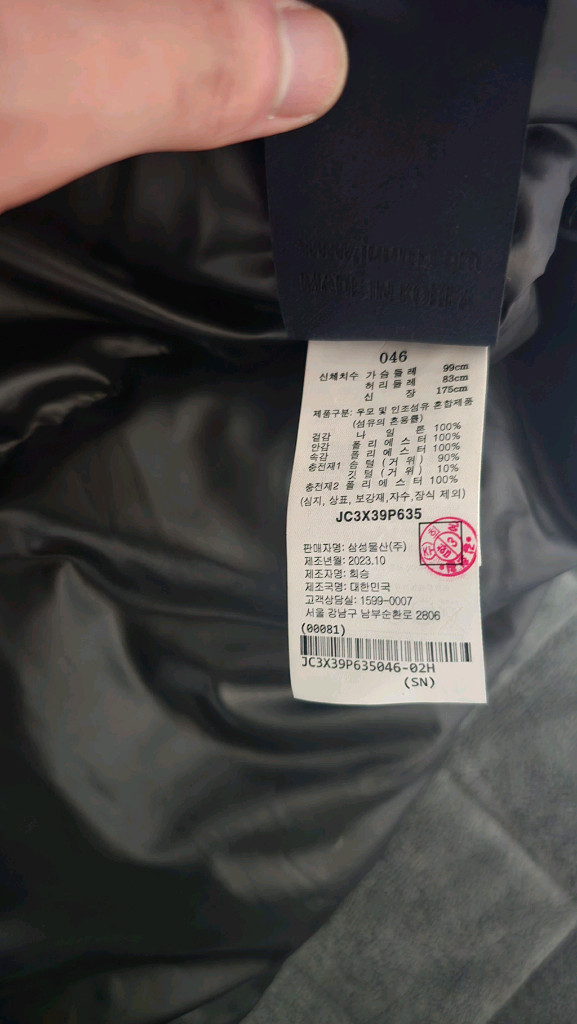 MADE IN KOREA
046
신체치수 가슴둘레 99cm
허리둘레 83cm
신 장 175cm
제품구분: 우모 및 인조섬유 혼합제품
(섬유의 혼용률)
겉감 나 일 론 100%
안감 폴 리 에 스 터 100%
속감 폴 리 에 스 터 100%
충전재1 솜 털 (거 위) 90%
깃 털 (거 위) 10%
충전재2 폴 리 에 스 터 100%
(심지, 상표, 보강재,자수,장식 제외)
JC3X39P635
판매자명: 삼성물산(주)
제조년월: 2023.10
제조자명: 희승
제조국명: 대한민국
고객상담실: 1599-0007
서울 강남구 남부순환로 2806
(00081)
JC3X39P635046-02H
(SN)